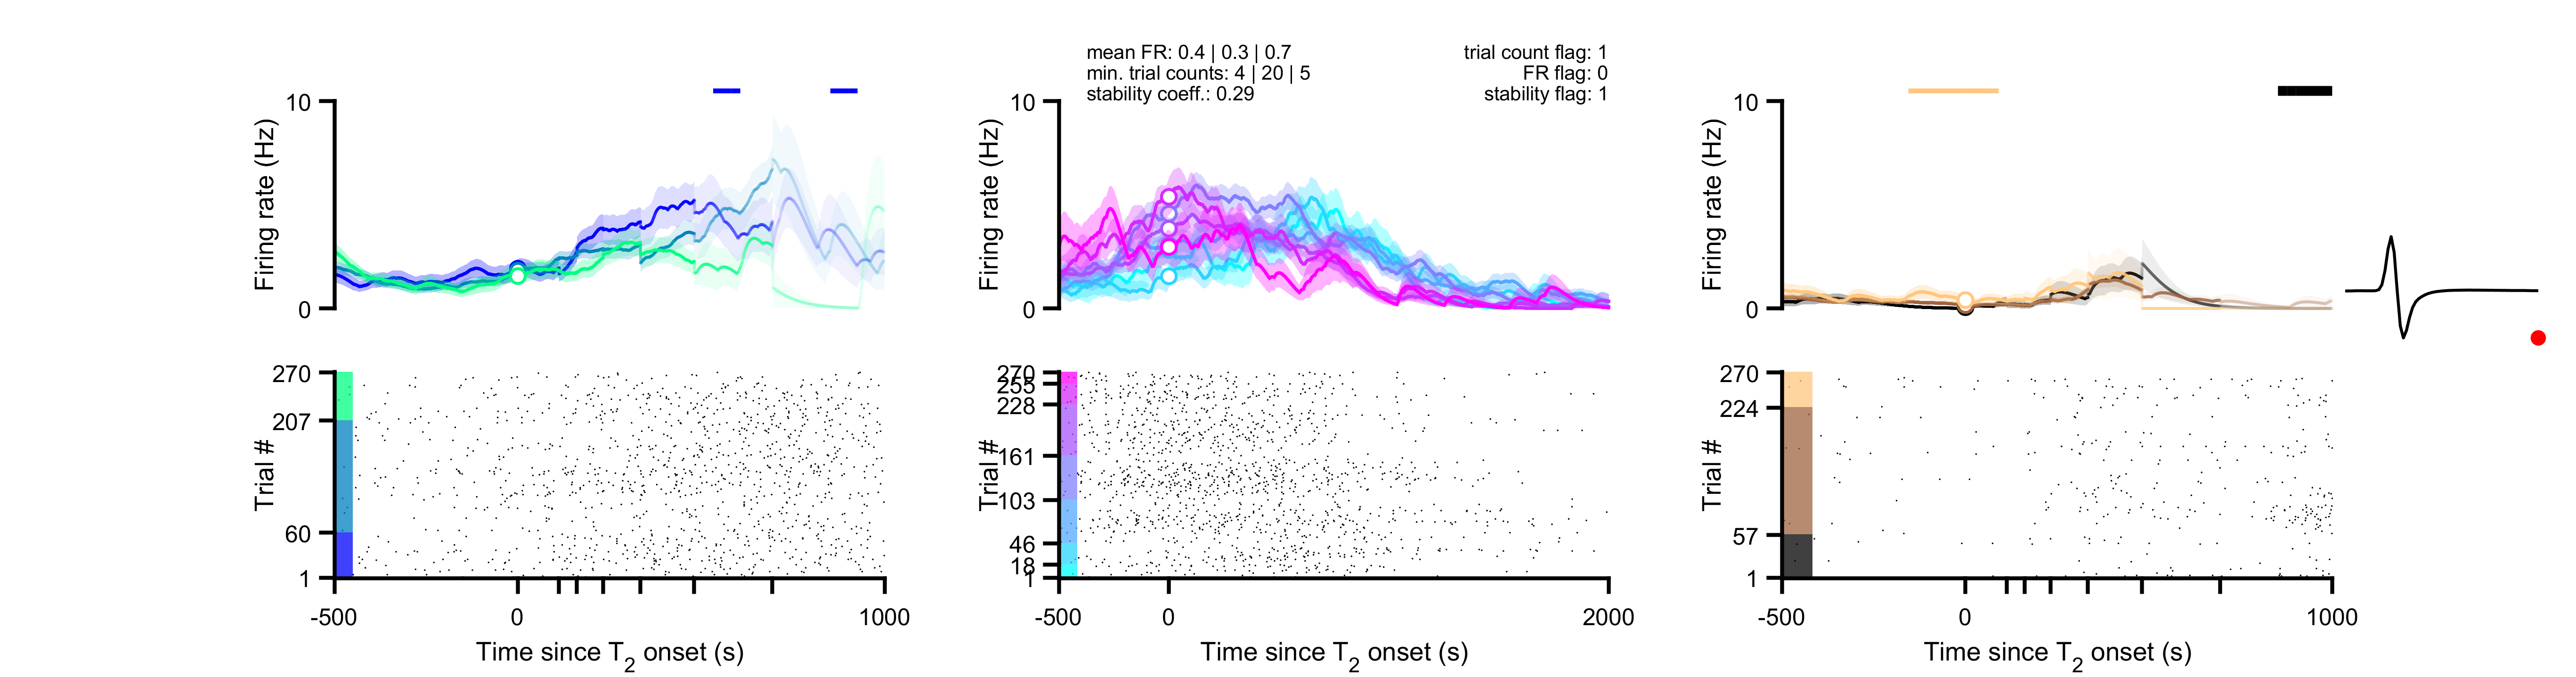 mean FR: 0.4 | 0.3 | 0.7
min. trial counts: 4 | 20 | 5
stability coeff.: 0.29
trial count flag: 1
FR flag: 0
stability flag: 1
10
0
Firing rate (Hz)
10
0
Firing rate (Hz)
10
0
Firing rate (Hz)
270
207
60
1
Trial #
-500
0
1000
Time since T2 onset (s)
270
255
228
161
103
46
18
1
Trial #
-500
0
2000
Time since T2 onset (s)
270
224
57
1
Trial #
-500
0
1000
Time since T2 onset (s)